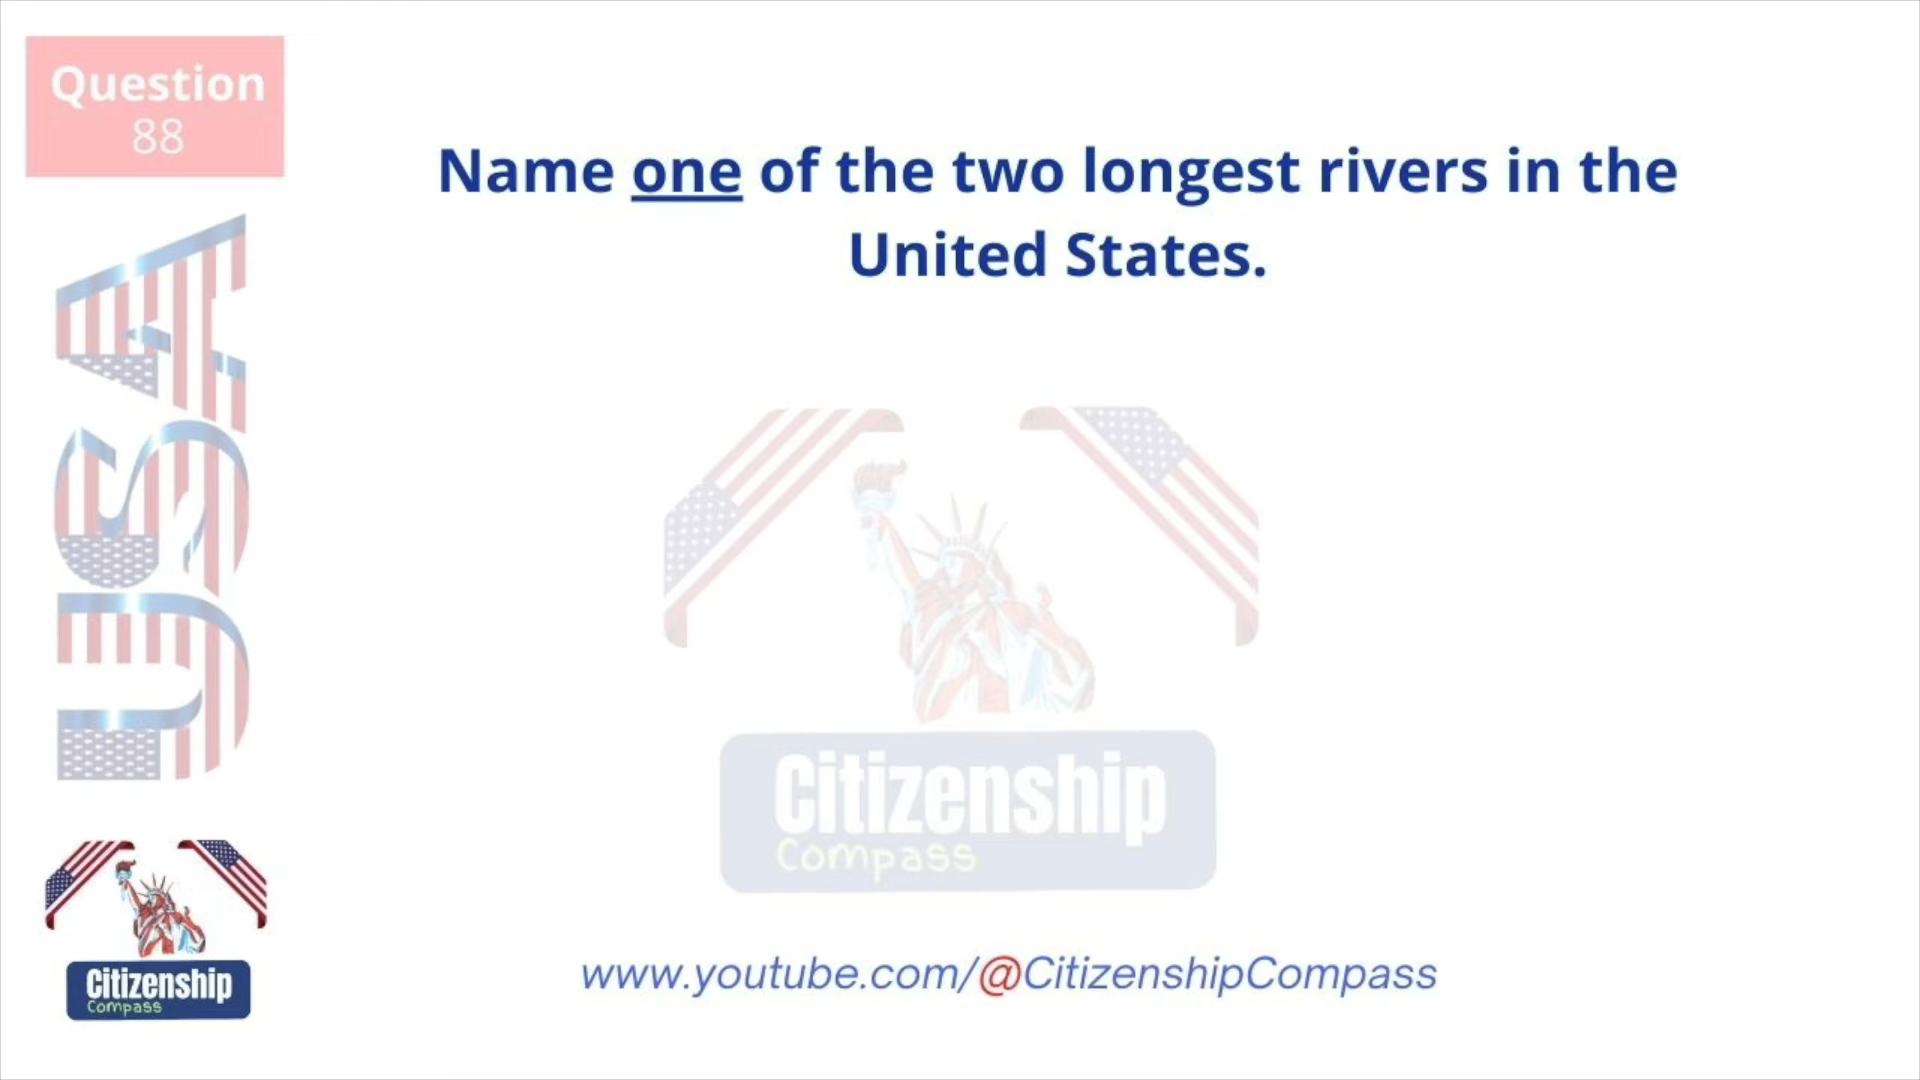 Question
88
Name one of the two longest rivers in the
United States.
USA
Citizenship
Compass
Citizenship
Compass
www.youtube.com/@CitizenshipCompass